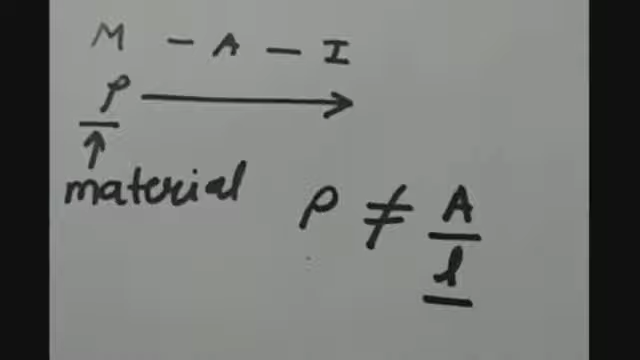 M - A - I
ρ →
↑
material
ρ ≠ A/l